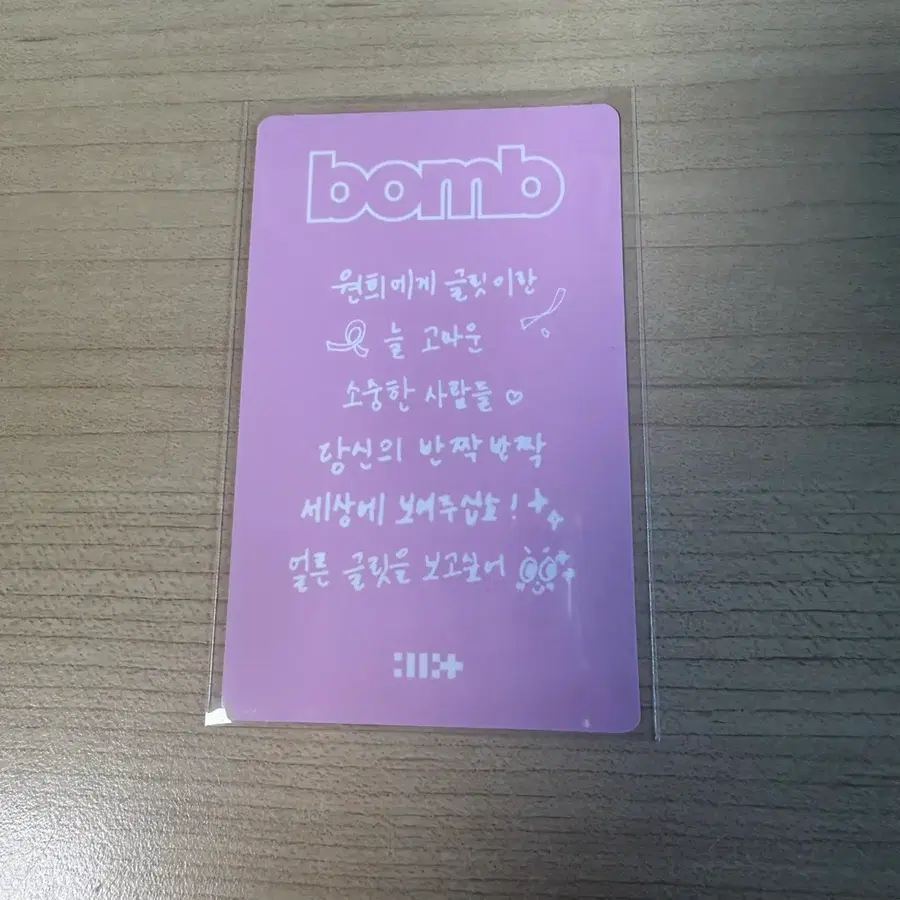 bomb
원희에게 글릿이란
늘 고마운
소중한 사람들♡
당신의 반짝반짝
세상에 보여주십쇼!
얼른 글릿을 보고싶어